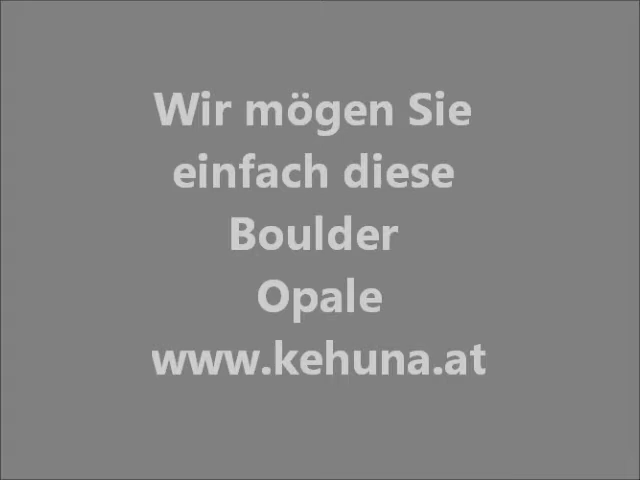 Wir mögen Sie
einfach diese
Boulder
Opale
www.kehuna.at